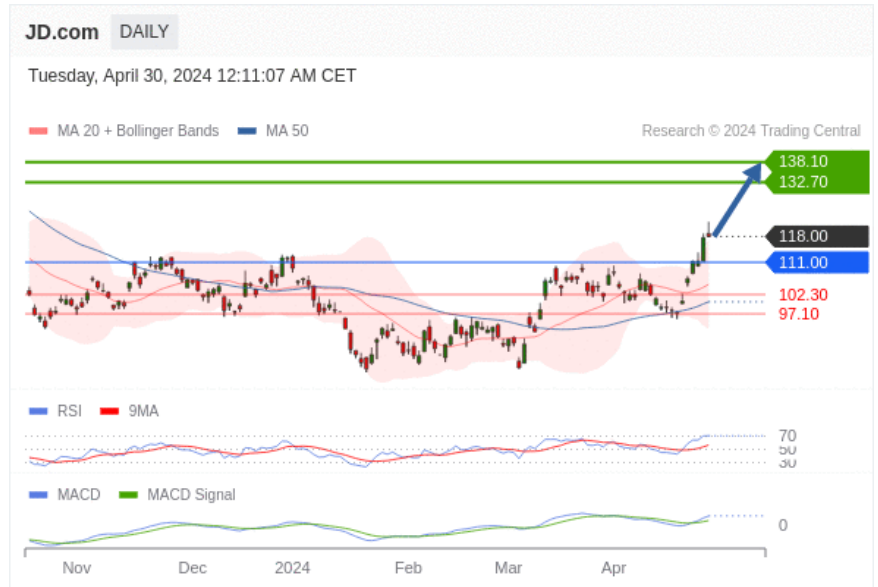 JD.com DAILY
Tuesday, April 30, 2024 12:11:07 AM CET
MA 20 + Bollinger Bands MA 50 Research © 2024 Trading Central
138.10
132.70
118.00
111.00
102.30
97.10
RSI 9MA
70
50
30
MACD MACD Signal
0
Nov Dec 2024 Feb Mar Apr